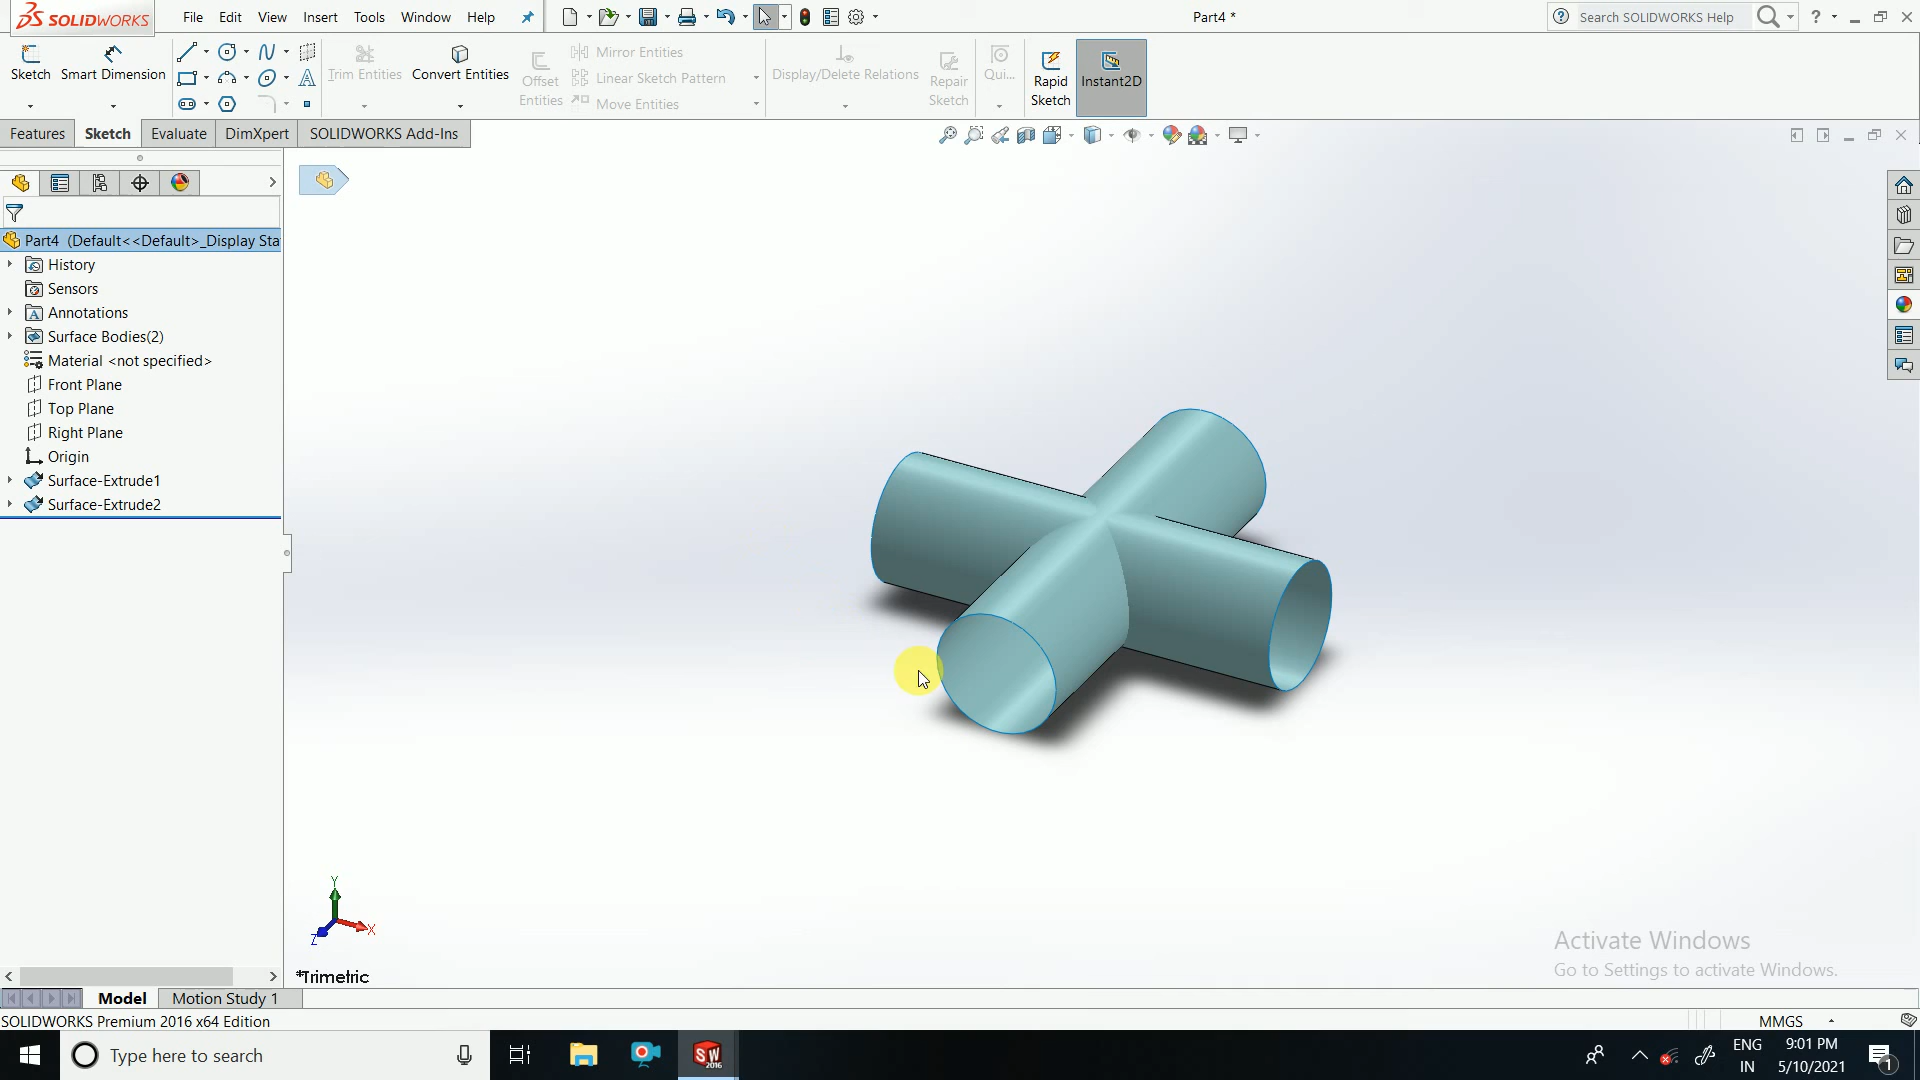 SOLIDWORKS File Edit View Insert Tools Window Help Part4 * Search SOLIDWORKS Help
Sketch Smart Dimension Trim Entities Convert Entities Offset Entities Mirror Entities Display/Delete Relations Repair Sketch Qui... Rapid Sketch Instant2D
Linear Sketch Pattern
Move Entities
Features Sketch Evaluate DimXpert SOLIDWORKS Add-Ins
Part4 (Default<<Default>_Display Sta
History
Sensors
Annotations
Surface Bodies(2)
Material <not specified>
Front Plane
Top Plane
Right Plane
Origin
Surface-Extrude1
Surface-Extrude2
Y
X
Z
*Trimetric
Activate Windows
Go to Settings to activate Windows.
Model Motion Study 1
SOLIDWORKS Premium 2016 x64 Edition MMGS
Type here to search
SW
2016
ENG
IN
9:01 PM
5/10/2021
1